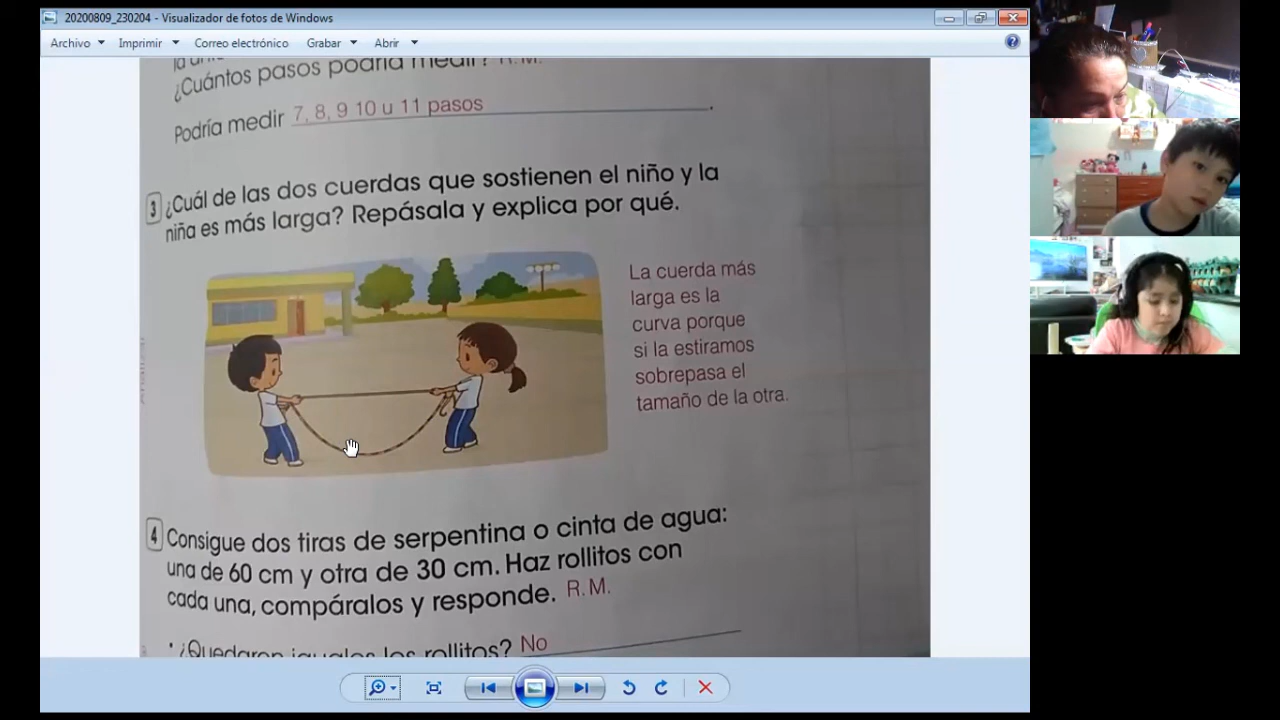 20200809_230204 - Visualizador de fotos de Windows
Archivo Imprimir Correo electrónico Grabar Abrir
¿Cuántos pasos podría medir? R.M.
Podría medir 7, 8, 9 10 u 11 pasos.
3 ¿Cuál de las dos cuerdas que sostienen el niño y la
niña es más larga? Repásala y explica por qué.
La cuerda más
larga es la
curva porque
si la estiramos
sobrepasa el
tamaño de la otra.
4 Consigue dos tiras de serpentina o cinta de agua:
una de 60 cm y otra de 30 cm. Haz rollitos con
cada una, compáralos y responde. R.M.
• ¿Quedaron iguales los rollitos? No